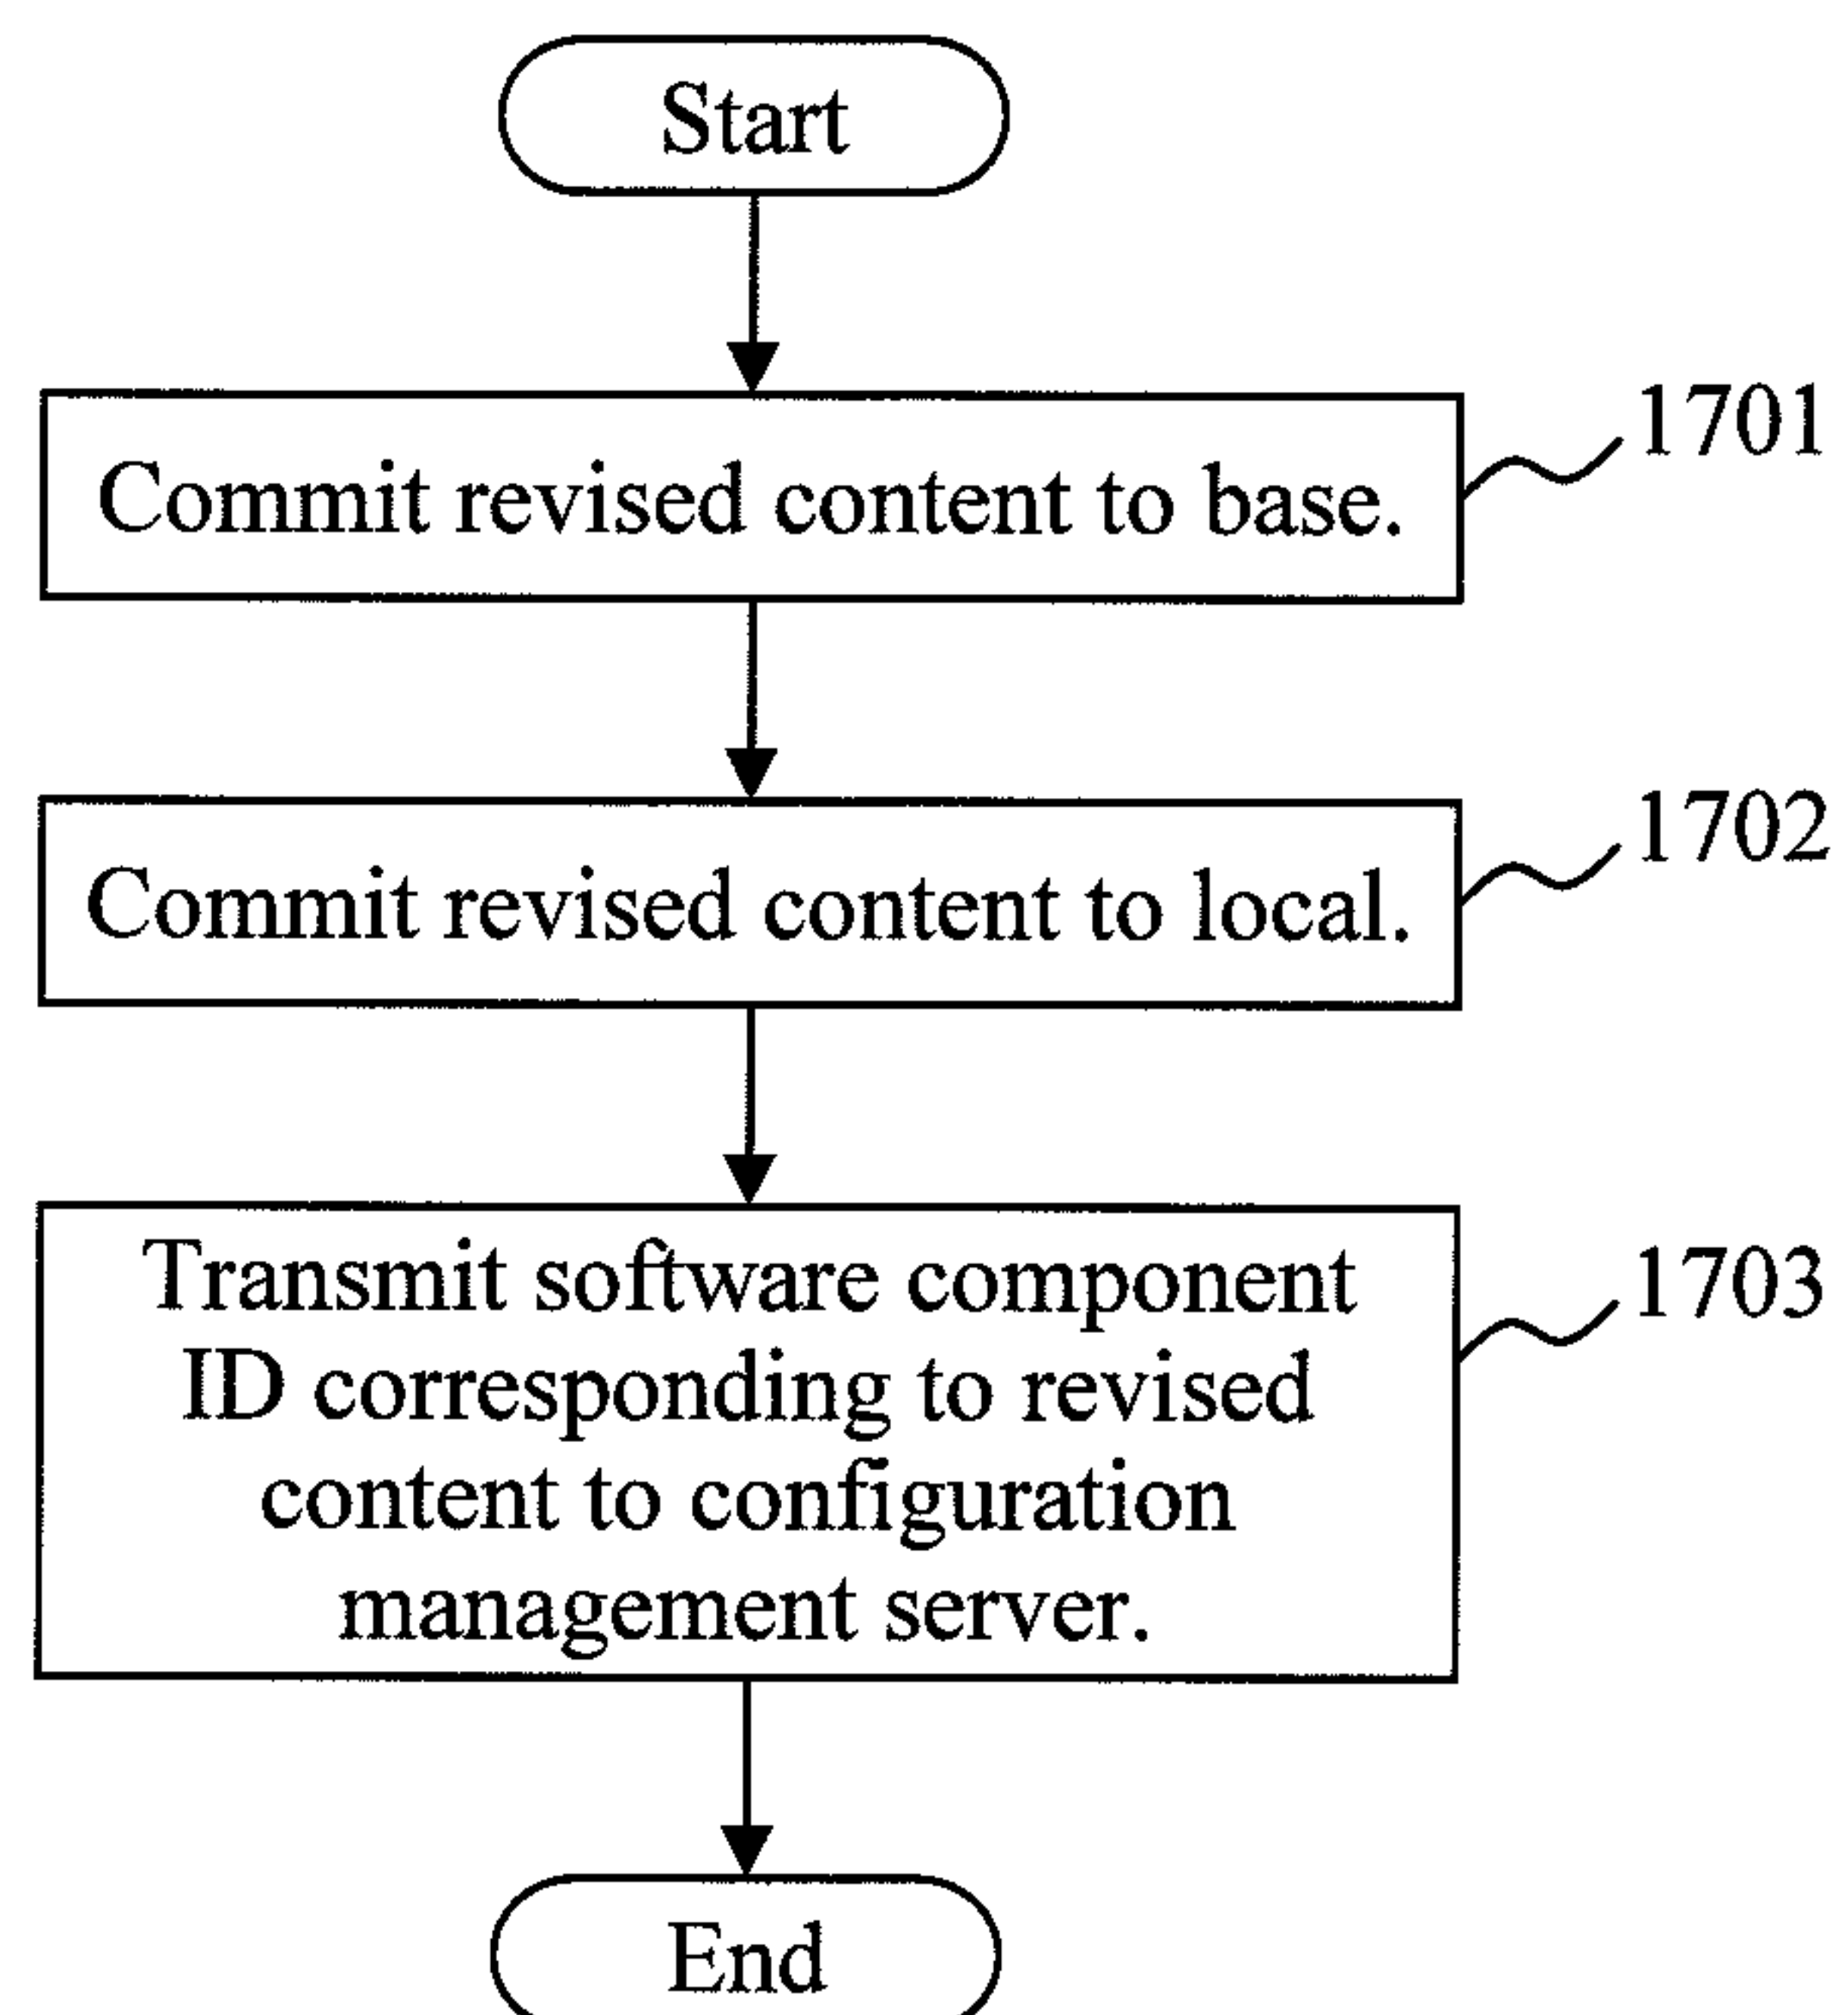 Start
1701
Commit revised content to base.
1702
Commit revised content to local.
1703
Transmit software component
ID corresponding to revised
content to configuration
management server.
End